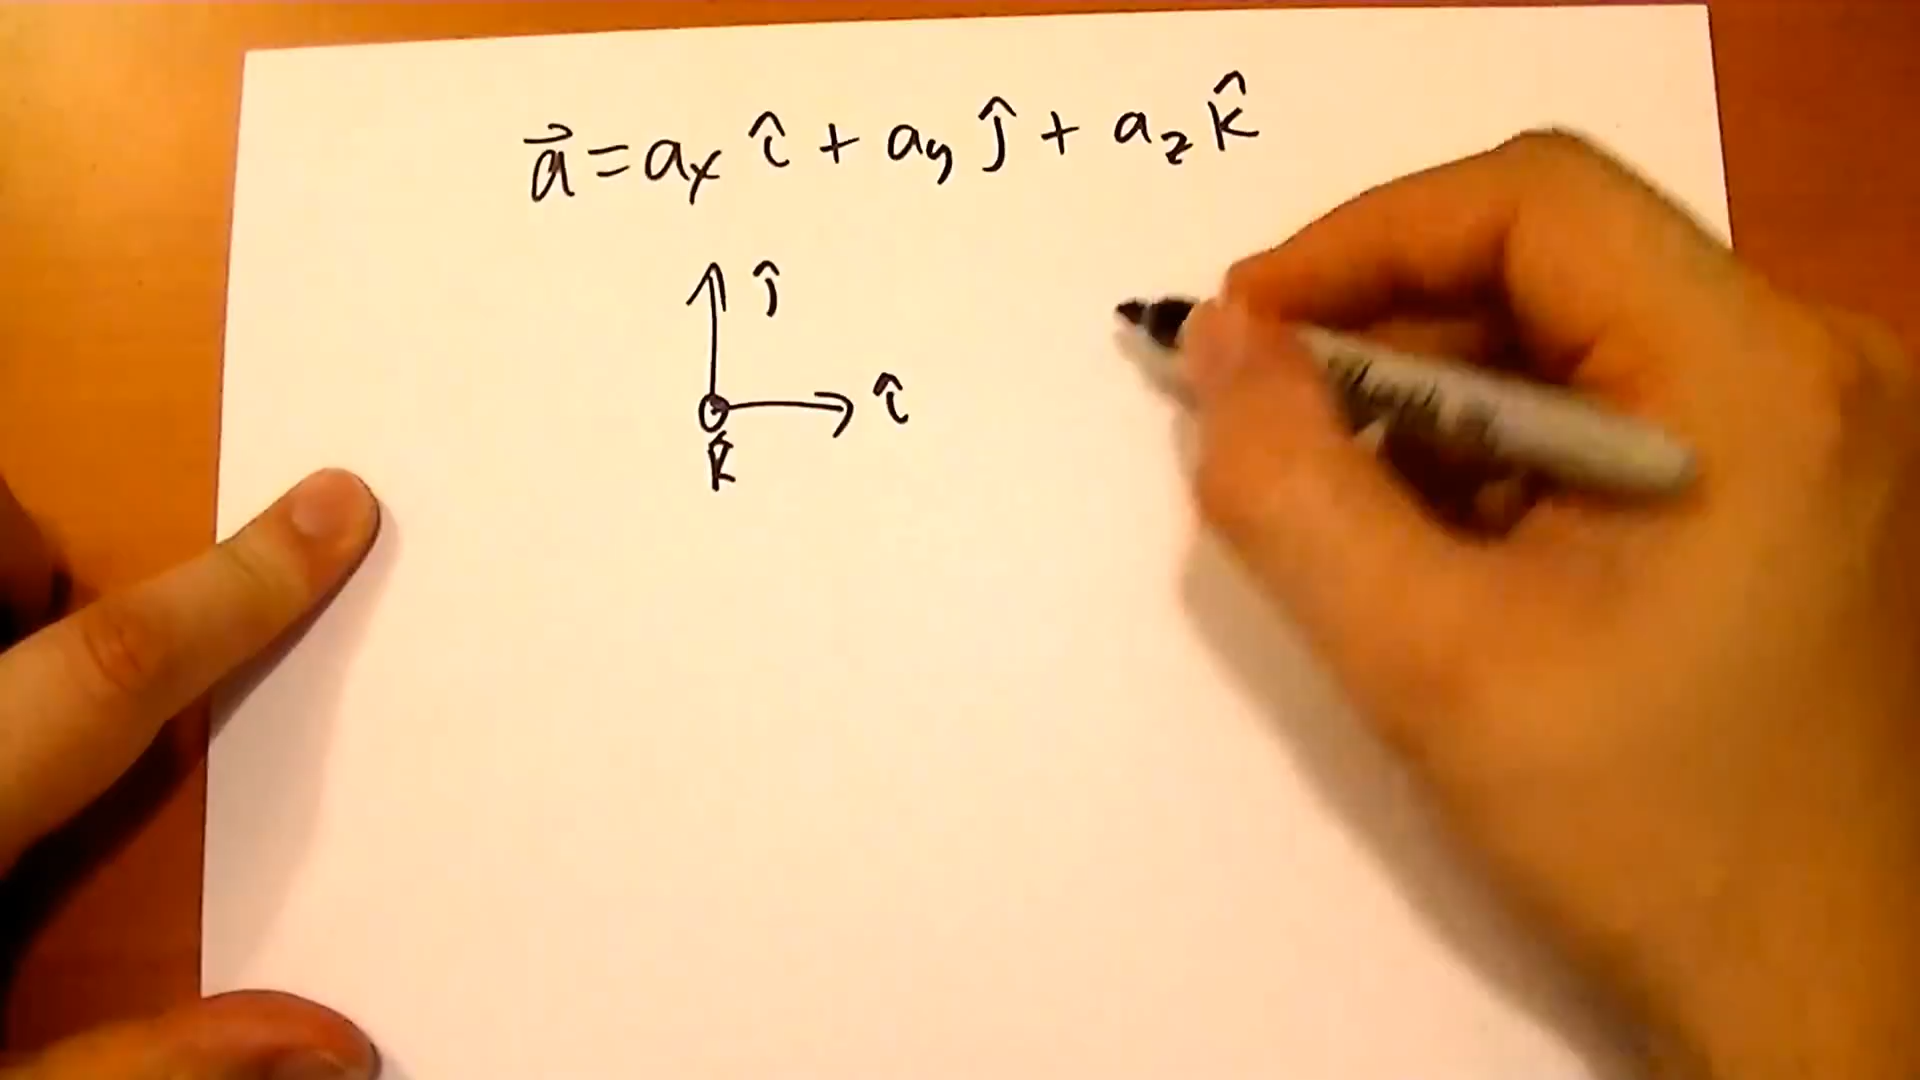 a⃗ = aₓ î + a_y ĵ + a_z k̂
ĵ
î
k̂